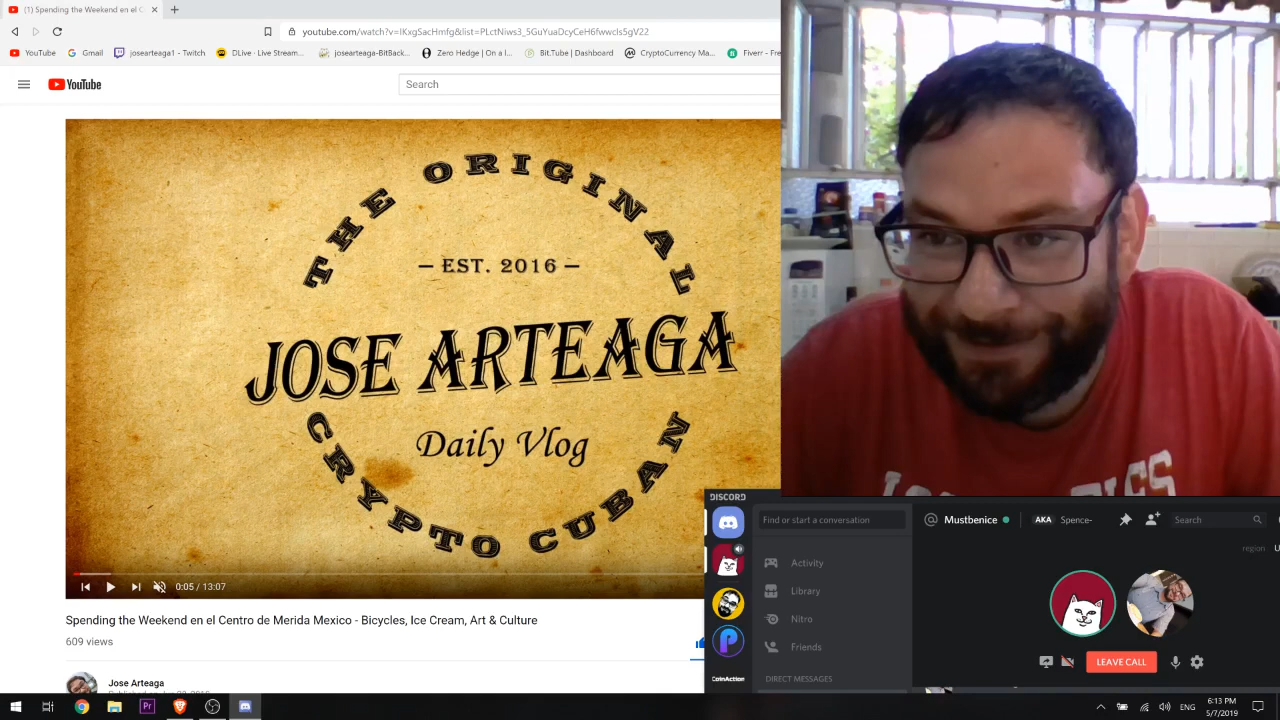 (1) Spending the Weekend en el C
youtube.com/watch?v=IKxgSacHmfg&list=PLctNiws3_5GuYuaDcyCeH6fwwcIs5gV22
YouTube Gmail josearteaga1 - Twitch DLive · Live Stream... josearteaga-BitBack... Zero Hedge | On a l... Bit.Tube | Dashboard CryptoCurrency Ma... Fiverr - Fre
YouTube
Search
THE ORIGINAL
– EST. 2016 –
JOSE ARTEAGA
Daily Vlog
CRYPTO CUBAN
0:05 / 13:07
Spending the Weekend en el Centro de Merida Mexico - Bicycles, Ice Cream, Art & Culture
609 views
Jose Arteaga
DISCORD
Find or start a conversation
Activity
Library
Nitro
Friends
DIRECT MESSAGES
CoinAction
@ Mustbenice AKA Spence- Search
region U
LEAVE CALL
ENG
6:13 PM
5/7/2019